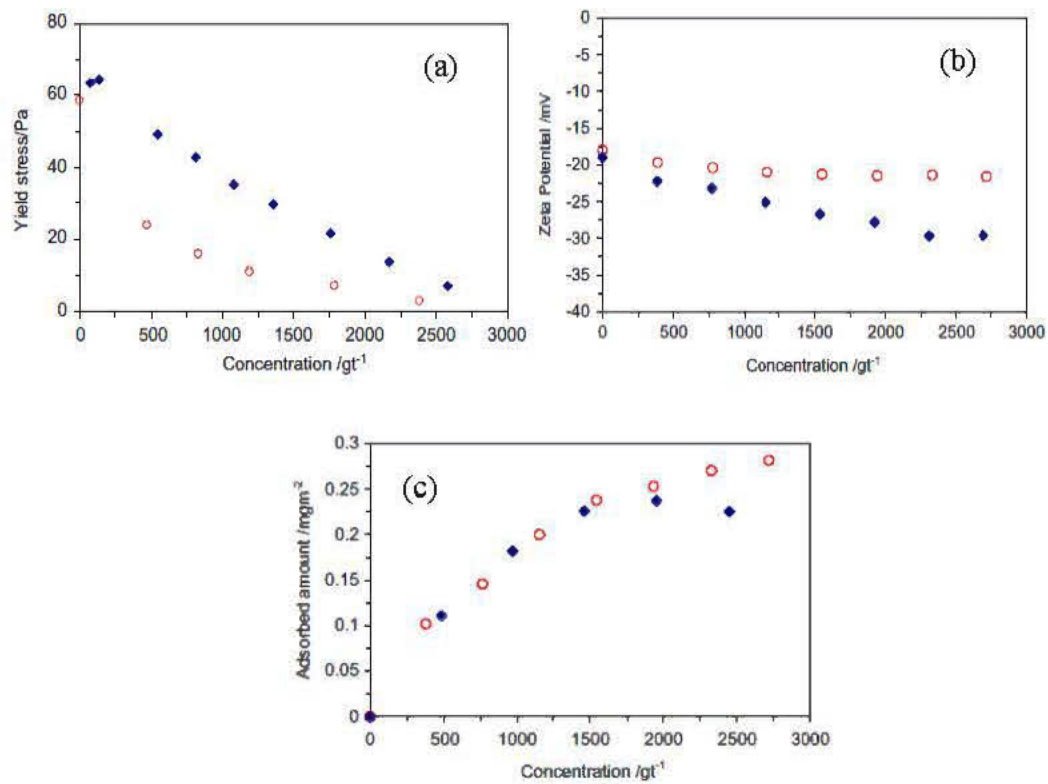 80
60
40
20
0
Yield stress/Pa
(a)
0 500 1000 1500 2000 2500 3000
Concentration /gt⁻¹
0
-5
-10
-15
-20
-25
-30
-35
-40
Zeta Potential /mV
(b)
0 500 1000 1500 2000 2500 3000
Concentration /gt⁻¹
0.3
0.25
0.2
0.15
0.1
0.05
0
Adsorbed amount /mgm⁻²
(c)
0 500 1000 1500 2000 2500 3000
Concentration /gt⁻¹